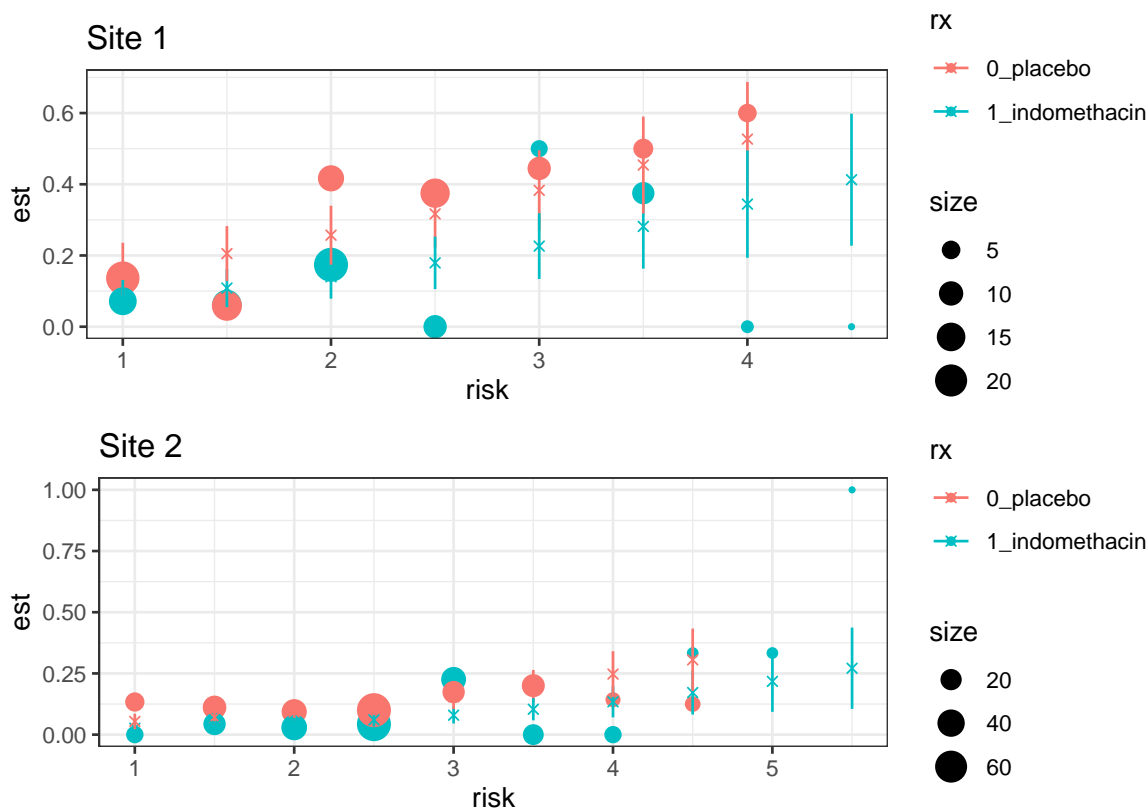 Site 1
est
0.6
0.4
0.2
0.0
1 2 3 4
risk
rx
0_placebo
1_indomethacin
size
5
10
15
20
Site 2
est
1.00
0.75
0.50
0.25
0.00
1 2 3 4 5
risk
rx
0_placebo
1_indomethacin
size
20
40
60